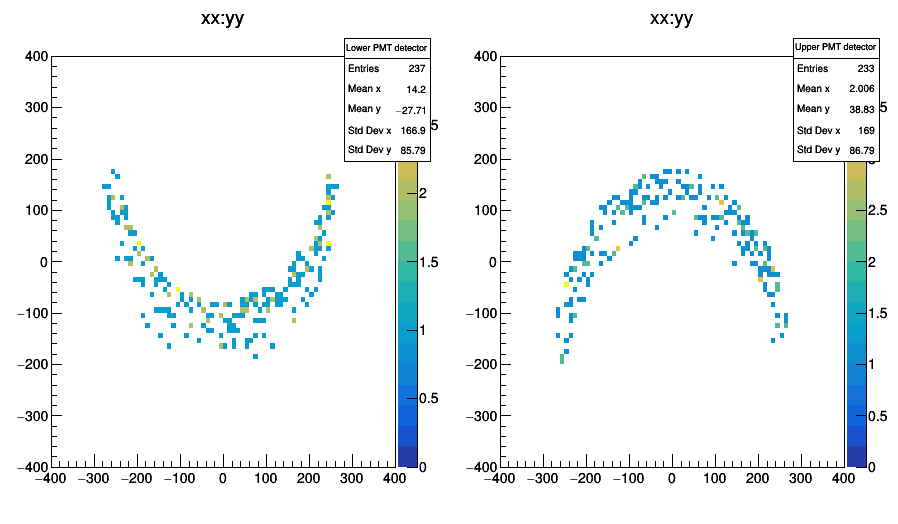 xx:yy
Lower PMT detector
Entries 237
Mean x 14.2
Mean y −27.71
Std Dev x 166.9
Std Dev y 85.79
400
300
200
100
0
−100
−200
−300
−400
−400 −300 −200 −100 0 100 200 300 400
5
2
1.5
1
0.5
0
xx:yy
Upper PMT detector
Entries 233
Mean x 2.006
Mean y 38.83
Std Dev x 169
Std Dev y 86.79
400
300
200
100
0
−100
−200
−300
−400
−400 −300 −200 −100 0 100 200 300 400
5
2.5
2
1.5
1
0.5
0